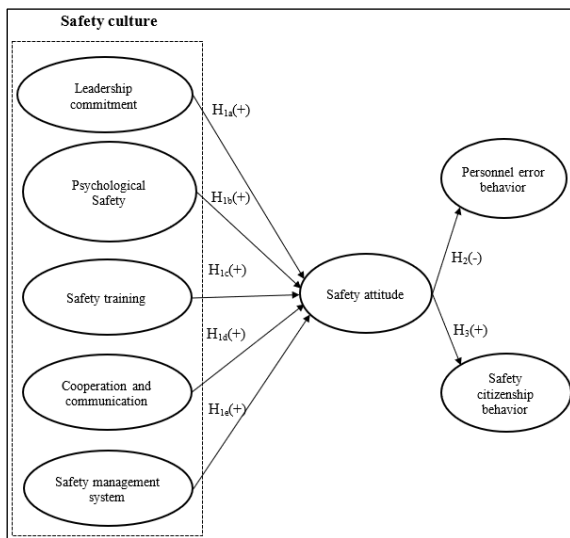 Safety culture
Leadership
commitment
H1a(+)
Psychological
Safety
H1b(+)
Safety training
H1c(+)
Cooperation and
communication
H1d(+)
Safety management
system
H1e(+)
Safety attitude
Personnel error
behavior
H2(-)
H3(+)
Safety
citizenship
behavior